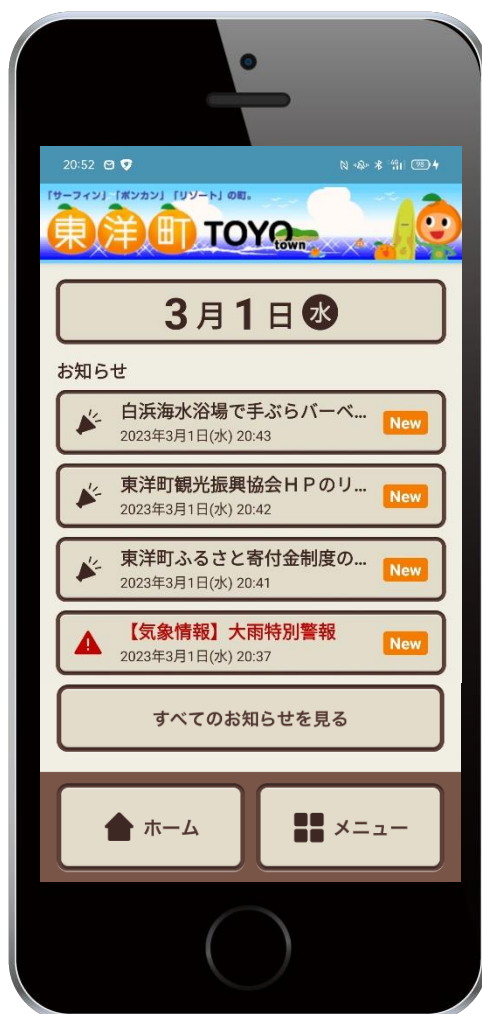 20:52
98
「サーフィン」「ポンカン」「リゾート」の町。
東洋町 TOYO town
3月1日 水
お知らせ
白浜海水浴場で手ぶらバーベ...
2023年3月1日(水) 20:43
New
東洋町観光振興協会ＨＰのリ...
2023年3月1日(水) 20:42
New
東洋町ふるさと寄付金制度の...
2023年3月1日(水) 20:41
New
【気象情報】大雨特別警報
2023年3月1日(水) 20:37
New
すべてのお知らせを見る
ホーム
メニュー